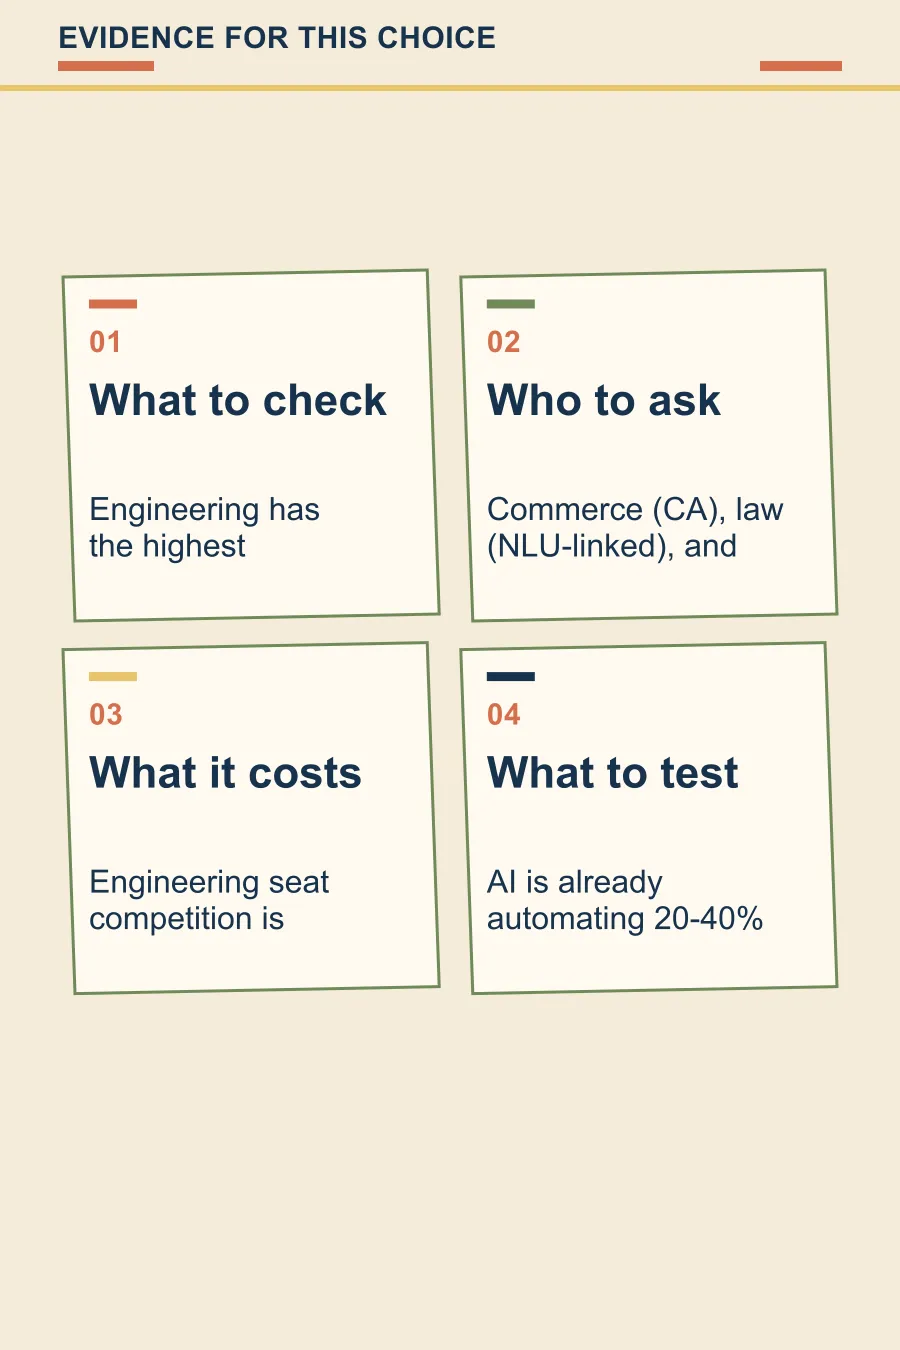 EVIDENCE FOR THIS CHOICE
01
What to check
Engineering has
the highest
02
Who to ask
Commerce (CA), law
(NLU-linked), and
03
What it costs
Engineering seat
competition is
04
What to test
AI is already
automating 20-40%